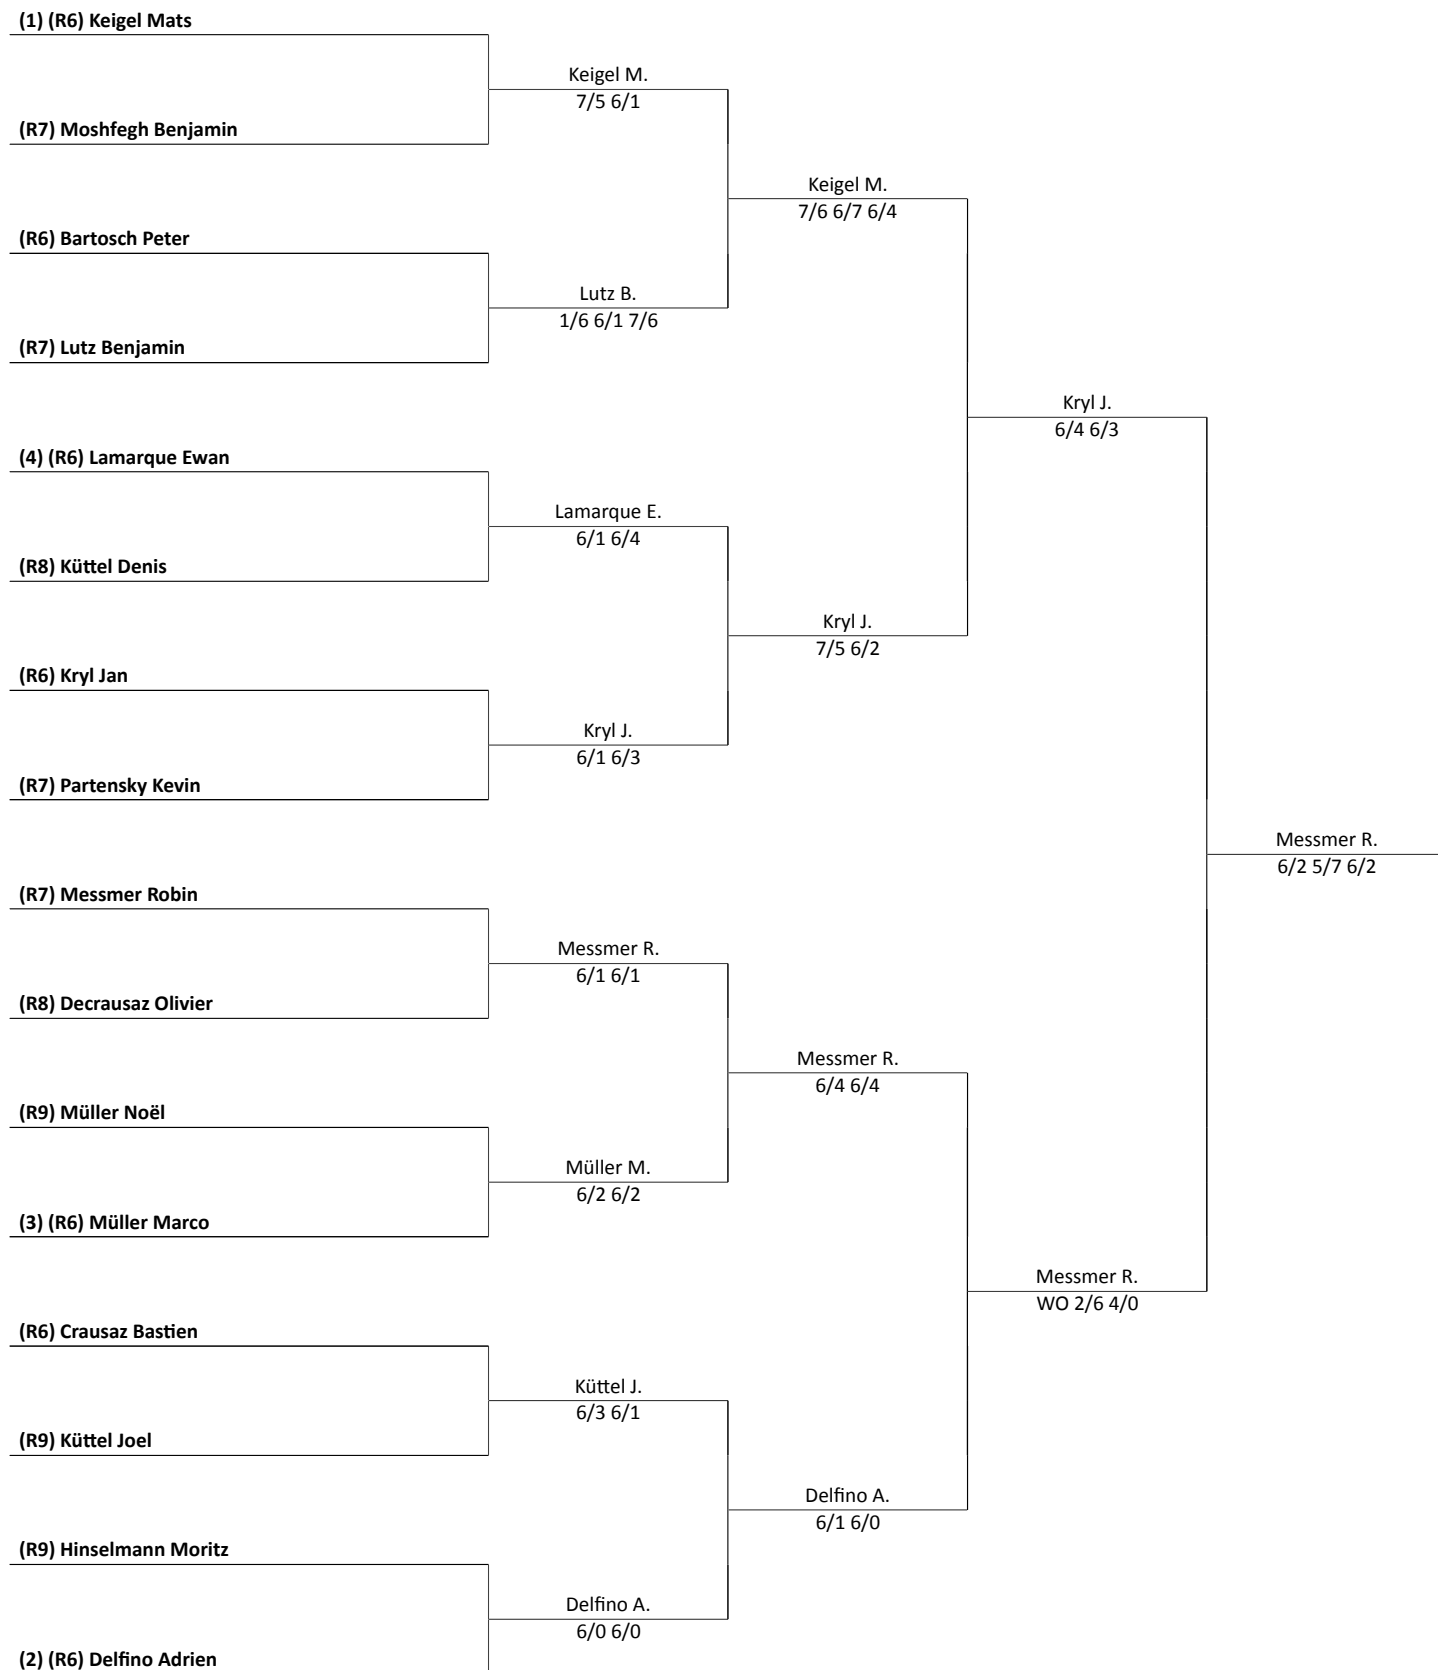 (1) (R6) Keigel Mats
Keigel M.
7/5 6/1
(R7) Moshfegh Benjamin
Keigel M.
7/6 6/7 6/4
(R6) Bartosch Peter
Lutz B.
1/6 6/1 7/6
(R7) Lutz Benjamin
Kryl J.
6/4 6/3
(4) (R6) Lamarque Ewan
Lamarque E.
6/1 6/4
(R8) Küttel Denis
Kryl J.
7/5 6/2
(R6) Kryl Jan
Kryl J.
6/1 6/3
(R7) Partensky Kevin
Messmer R.
6/2 5/7 6/2
(R7) Messmer Robin
Messmer R.
6/1 6/1
(R8) Decrausaz Olivier
Messmer R.
6/4 6/4
(R9) Müller Noël
Müller M.
6/2 6/2
(3) (R6) Müller Marco
Messmer R.
WO 2/6 4/0
(R6) Crausaz Bastien
Küttel J.
6/3 6/1
(R9) Küttel Joel
Delfino A.
6/1 6/0
(R9) Hinselmann Moritz
Delfino A.
6/0 6/0
(2) (R6) Delfino Adrien